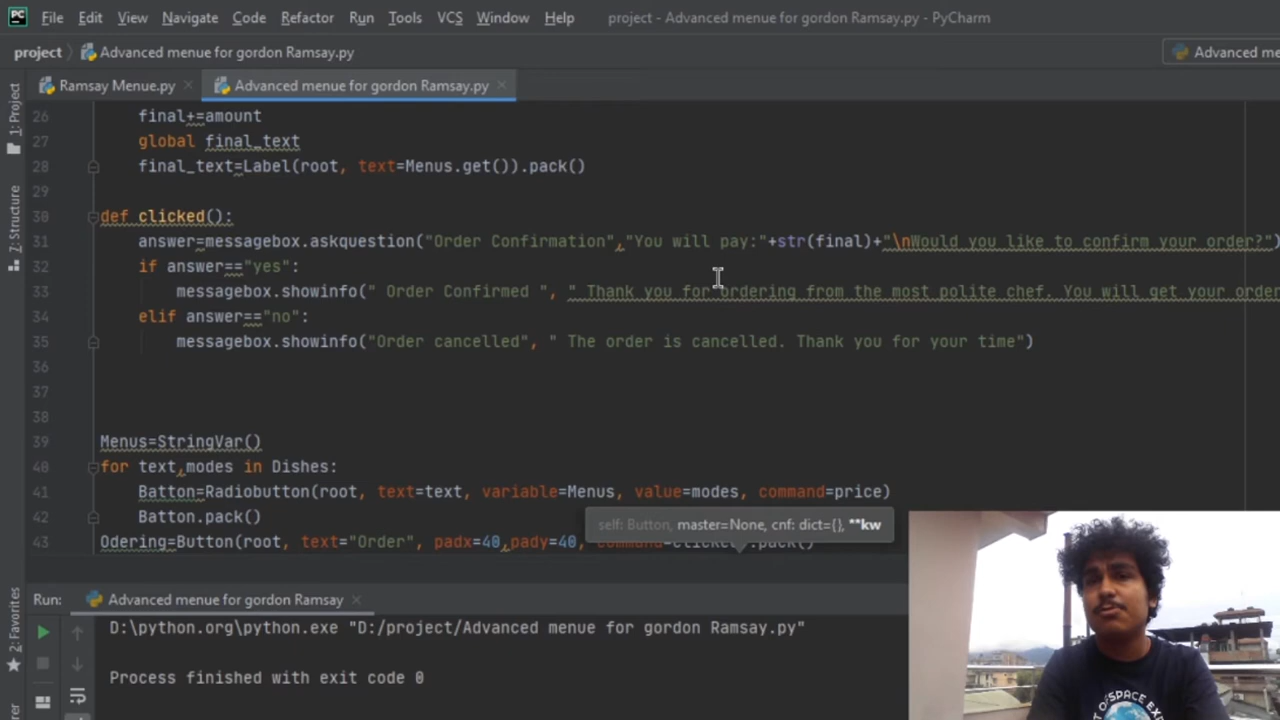 PC File Edit View Navigate Code Refactor Run Tools VCS Window Help project - Advanced menue for gordon Ramsay.py - PyCharm
project Advanced menue for gordon Ramsay.py Advanced me
Ramsay Menue.py Advanced menue for gordon Ramsay.py
1: Project
7: Structure
2: Favorites
26 final+=amount
27 global final_text
28 final_text=Label(root, text=Menus.get()).pack()
29
30 def clicked():
31 answer=messagebox.askquestion("Order Confirmation","You will pay:"+str(final)+"\nWould you like to confirm your order?")
32 if answer=="yes":
33 messagebox.showinfo(" Order Confirmed ", " Thank you for ordering from the most polite chef. You will get your order
34 elif answer=="no":
35 messagebox.showinfo("Order cancelled", " The order is cancelled. Thank you for your time")
36
37
38
39 Menus=StringVar()
40 for text,modes in Dishes:
41 Batton=Radiobutton(root, text=text, variable=Menus, value=modes, command=price)
42 Batton.pack()
self: Button, master=None, cnf: dict={}, **kw
43 Odering=Button(root, text="Order", padx=40,pady=40, .pack()
Run: Advanced menue for gordon Ramsay
D:\python.org\python.exe "D:/project/Advanced menue for gordon Ramsay.py"
Process finished with exit code 0
OF SPACE EX